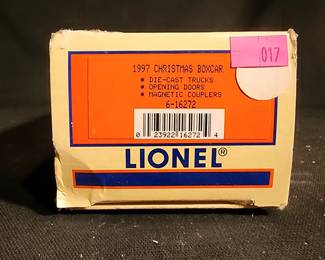 017
1997 CHRISTMAS BOXCAR
• DIE-CAST TRUCKS
• OPENING DOORS
• MAGNETIC COUPLERS
6-16272
0 23922 16272 4
LIONEL®